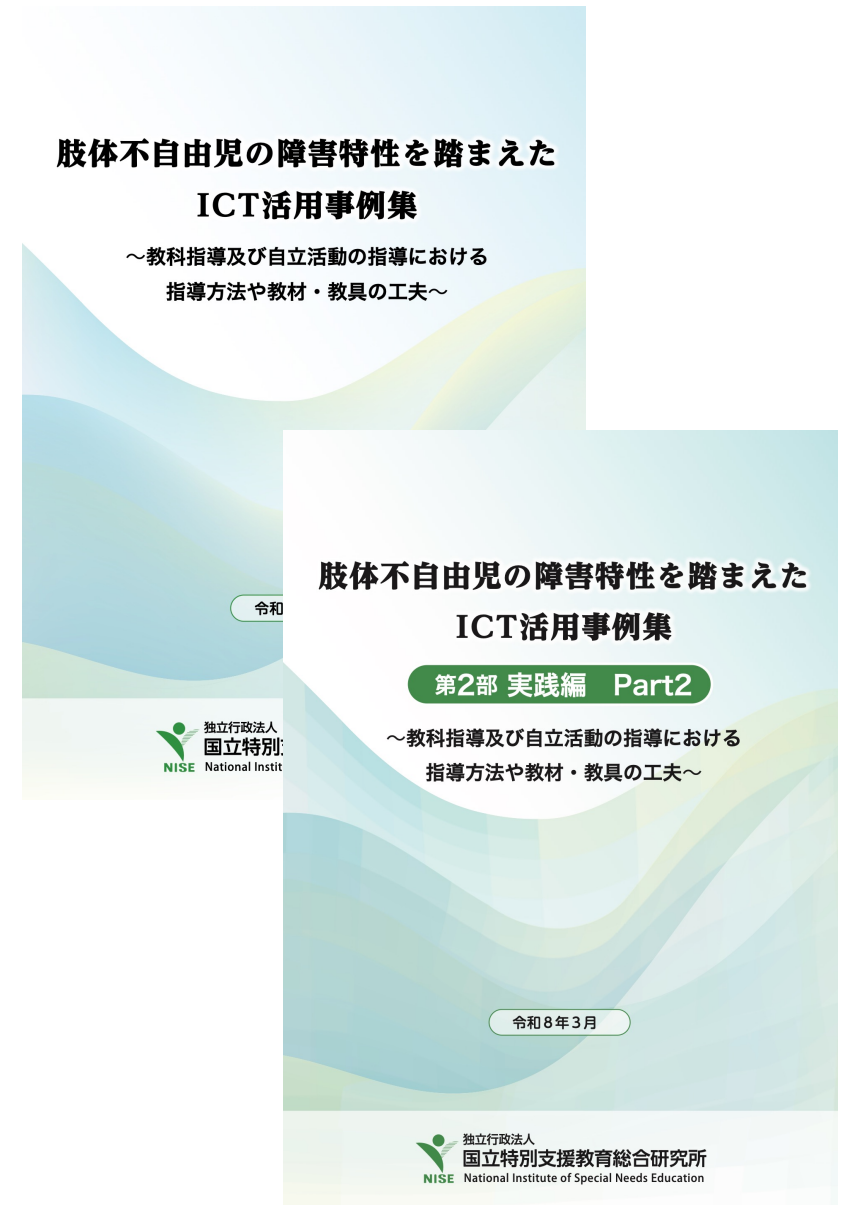 肢体不自由児の障害特性を踏まえた
ICT活用事例集
～教科指導及び自立活動の指導における
指導方法や教材・教具の工夫～
令和
独立行政法人
国立特別
NISE
National Instit
肢体不自由児の障害特性を踏まえた
ICT活用事例集
第2部 実践編　Part2
～教科指導及び自立活動の指導における
指導方法や教材・教具の工夫～
令和８年３月
独立行政法人
国立特別支援教育総合研究所
NISE
National Institute of Special Needs Education